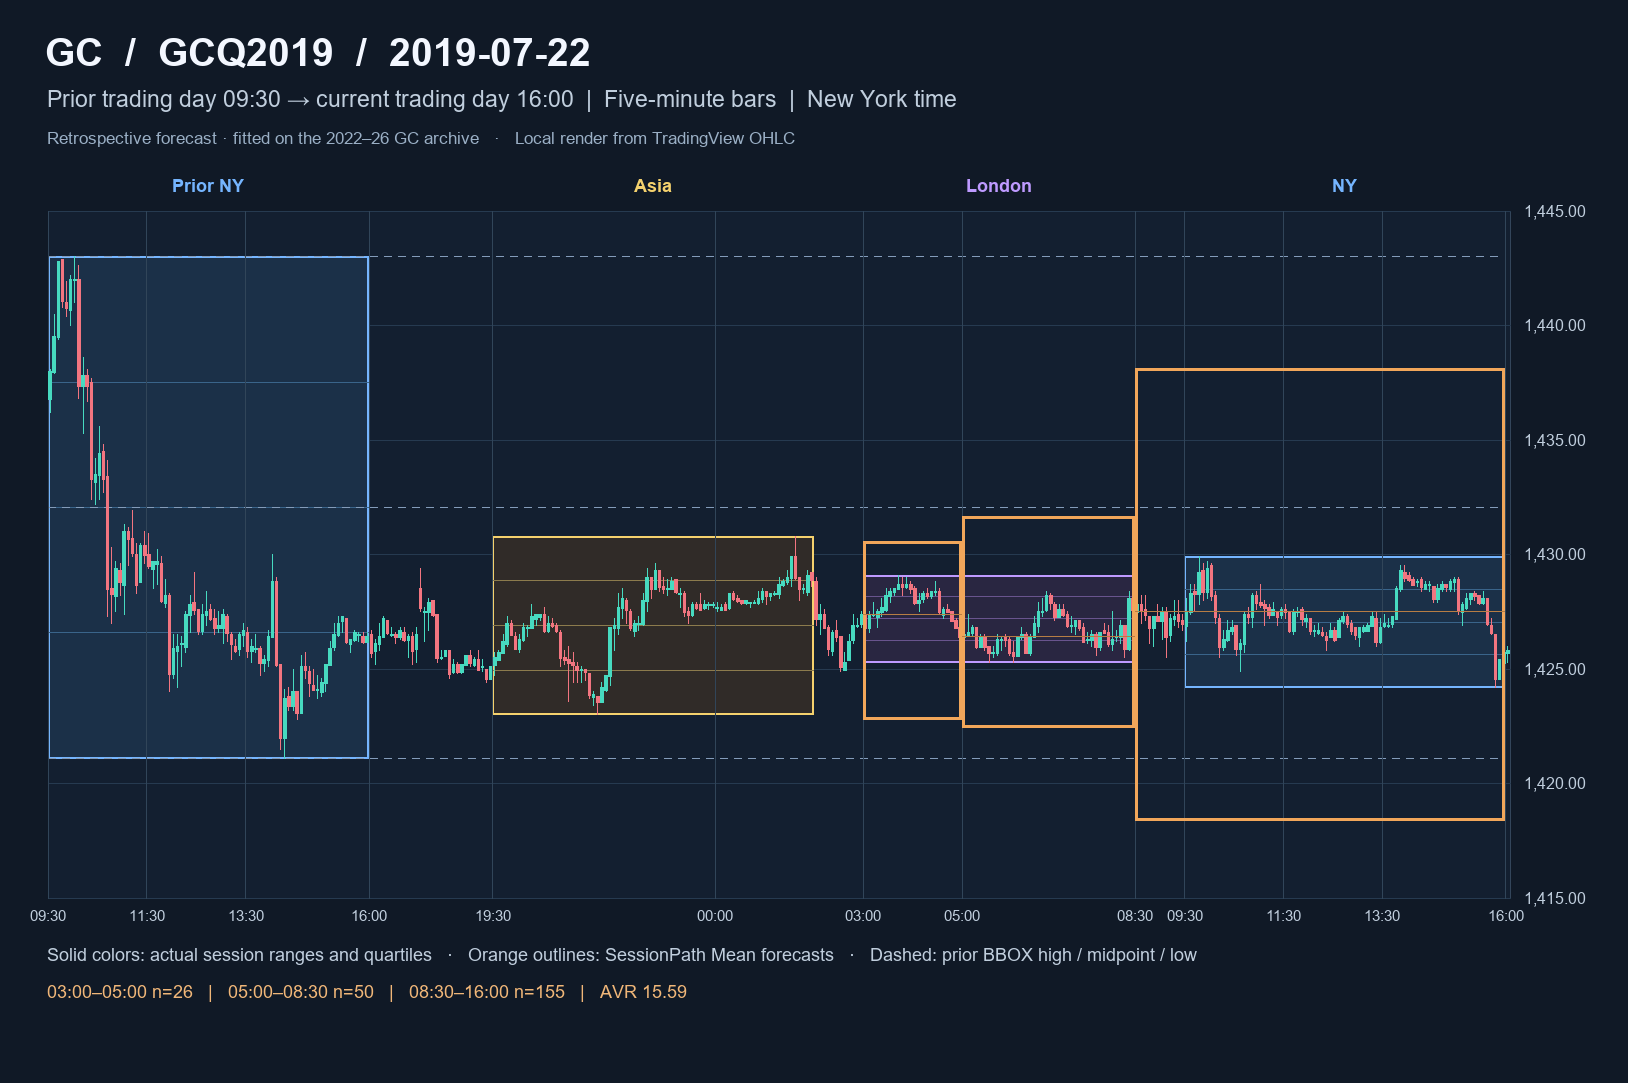 GC / GCQ2019 / 2019-07-22
Prior trading day 09:30 → current trading day 16:00 | Five-minute bars | New York time
Retrospective forecast · fitted on the 2022–26 GC archive · Local render from TradingView OHLC
Prior NY Asia London NY
1,445.00
1,440.00
1,435.00
1,430.00
1,425.00
1,420.00
1,415.00
09:30 11:30 13:30 16:00 19:30 00:00 03:00 05:00 08:30 09:30 11:30 13:30 16:00
Solid colors: actual session ranges and quartiles · Orange outlines: SessionPath Mean forecasts · Dashed: prior BBOX high / midpoint / low
03:00–05:00 n=26 | 05:00–08:30 n=50 | 08:30–16:00 n=155 | AVR 15.59